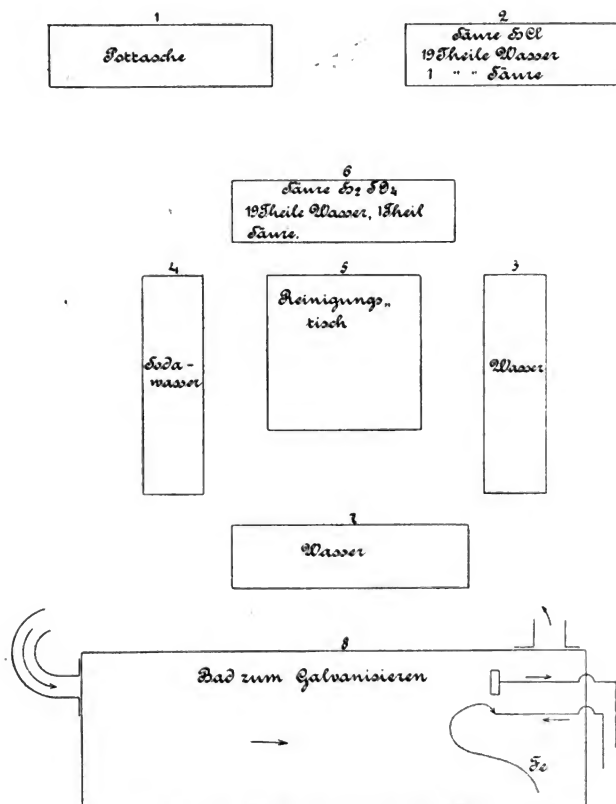 1
Pottasche
2
Säure HCl
19 Theile Wasser
1 " " Säure
6
Säure H2 SO4
19 Theile Wasser, 1 Theil
Säure.
4
Soda-
wasser
5
Reinigungs„
tisch
3
Wasser
7
Wasser
8
Bad zum Galvanisieren
Fe